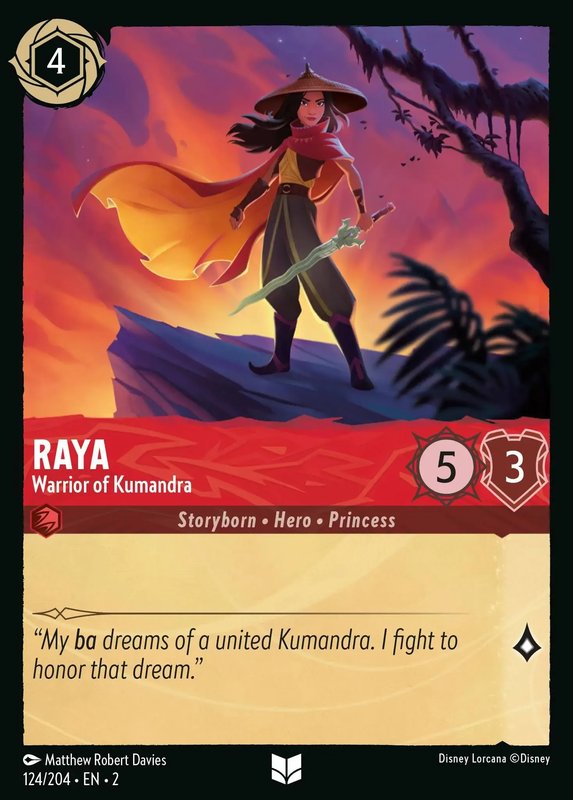 4
RAYA
Warrior of Kumandra
5
3
Storyborn • Hero • Princess
“My ba dreams of a united Kumandra. I fight to
honor that dream.”
Matthew Robert Davies
Disney Lorcana ©Disney
124/204 • EN • 2